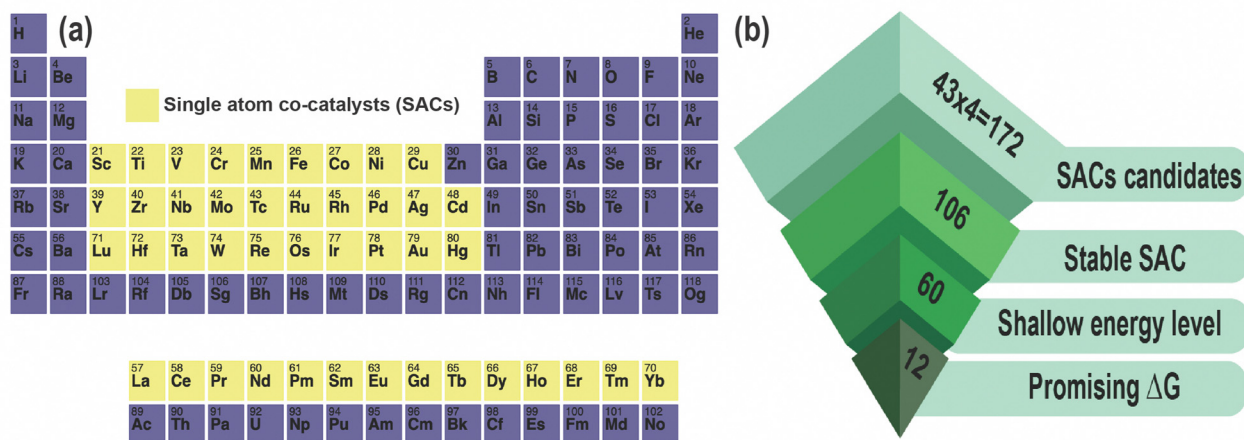 (a)
(b)
1 2
H He
3 4 5 6 7 8 9 10
Li Be B C N O F Ne
Single atom co-catalysts (SACs)
11 12 13 14 15 16 17 18
Na Mg Al Si P S Cl Ar
19 20 21 22 23 24 25 26 27 28 29 30 31 32 33 34 35 36
K Ca Sc Ti V Cr Mn Fe Co Ni Cu Zn Ga Ge As Se Br Kr
37 38 39 40 41 42 43 44 45 46 47 48 49 50 51 52 53 54
Rb Sr Y Zr Nb Mo Tc Ru Rh Pd Ag Cd In Sn Sb Te I Xe
55 56 71 72 73 74 75 76 77 78 79 80 81 82 83 84 85 86
Cs Ba Lu Hf Ta W Re Os Ir Pt Au Hg Tl Pb Bi Po At Rn
87 88 103 104 105 106 107 108 109 110 111 112 113 114 115 116 117 118
Fr Ra Lr Rf Db Sg Bh Hs Mt Ds Rg Cn Nh Fl Mc Lv Ts Og
57 58 59 60 61 62 63 64 65 66 67 68 69 70
La Ce Pr Nd Pm Sm Eu Gd Tb Dy Ho Er Tm Yb
89 90 91 92 93 94 95 96 97 98 99 100 101 102
Ac Th Pa U Np Pu Am Cm Bk Cf Es Fm Md No
43x4=172
SACs candidates
106
Stable SAC
60
Shallow energy level
12
Promising ΔG